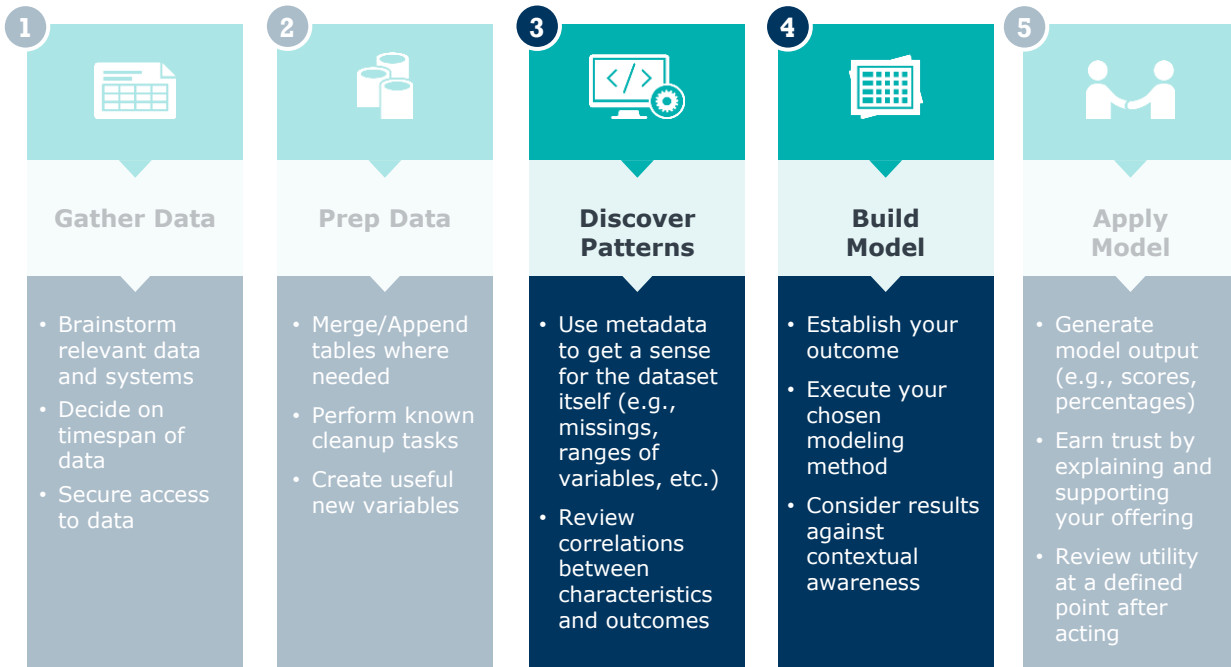 1
Gather Data
• Brainstorm
relevant data
and systems
• Decide on
timespan of
data
• Secure access
to data
2
Prep Data
• Merge/Append
tables where
needed
• Perform known
cleanup tasks
• Create useful
new variables
3
</>
Discover
Patterns
• Use metadata
to get a sense
for the dataset
itself (e.g.,
missings,
ranges of
variables, etc.)
• Review
correlations
between
characteristics
and outcomes
4
Build
Model
• Establish your
outcome
• Execute your
chosen
modeling
method
• Consider results
against
contextual
awareness
5
Apply
Model
• Generate
model output
(e.g., scores,
percentages)
• Earn trust by
explaining and
supporting
your offering
• Review utility
at a defined
point after
acting